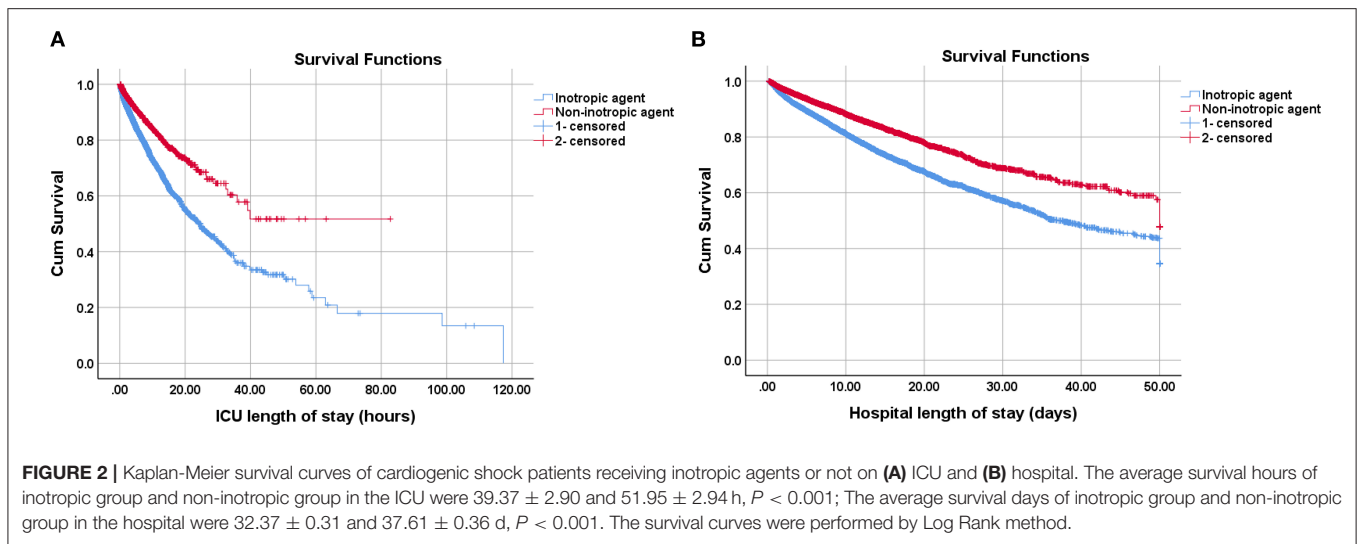 A
Survival Functions
1.0
0.8
0.6
0.4
0.2
0.0
Cum Survival
.00 20.00 40.00 60.00 80.00 100.00 120.00
ICU length of stay (hours)
Inotropic agent
Non-inotropic agent
1- censored
2- censored
B
Survival Functions
1.0
0.8
0.6
0.4
0.2
0.0
Cum Survival
.00 10.00 20.00 30.00 40.00 50.00
Hospital length of stay (days)
Inotropic agent
Non-inotropic agent
1- censored
2- censored
FIGURE 2 | Kaplan-Meier survival curves of cardiogenic shock patients receiving inotropic agents or not on (A) ICU and (B) hospital. The average survival hours of
inotropic group and non-inotropic group in the ICU were 39.37 ± 2.90 and 51.95 ± 2.94 h, P < 0.001; The average survival days of inotropic group and non-inotropic
group in the hospital were 32.37 ± 0.31 and 37.61 ± 0.36 d, P < 0.001. The survival curves were performed by Log Rank method.